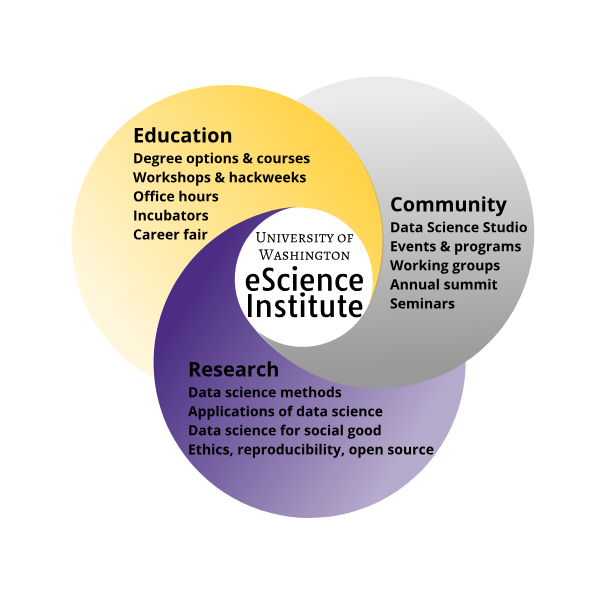 Education
Degree options & courses
Workshops & hackweeks
Office hours
Incubators
Career fair
Community
Data Science Studio
Events & programs
Working groups
Annual summit
Seminars
University of
Washington
eScience
Institute
Research
Data science methods
Applications of data science
Data science for social good
Ethics, reproducibility, open source